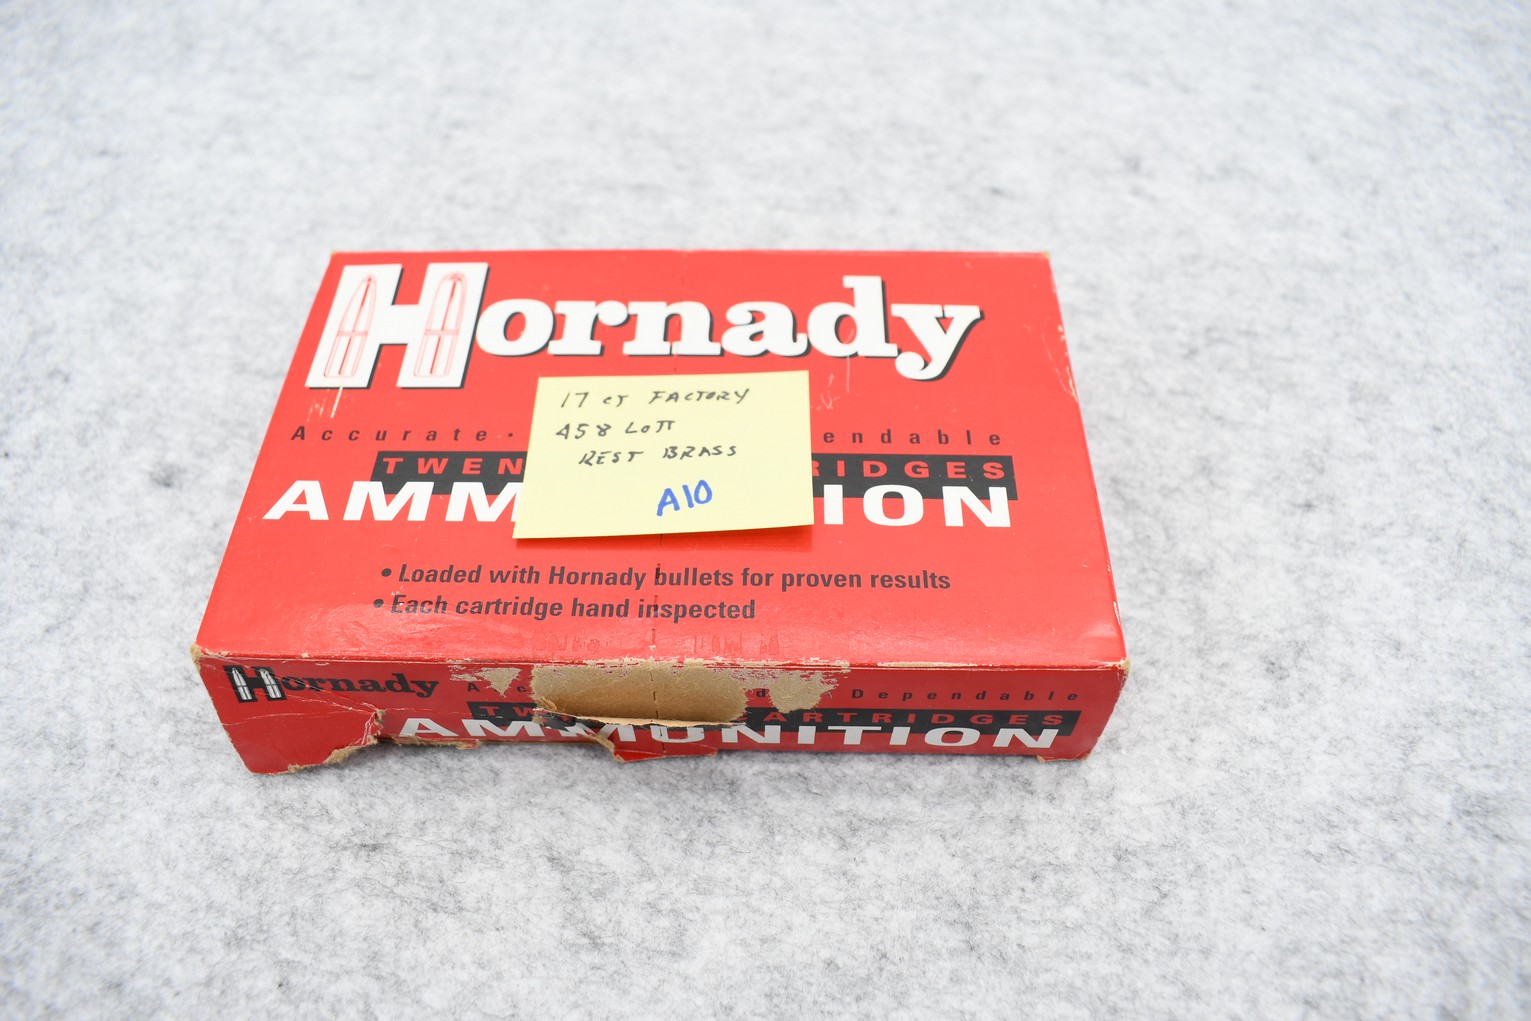 Hornady
17 CT FACTORY
458 LOTT
REST BRASS
A10
Accurate · endable
TWEN RIDGES
AMM ION
• Loaded with Hornady bullets for proven results
• Each cartridge hand inspected
Hornady A Dependable
TW ARTRIDGES
AMMUNITION